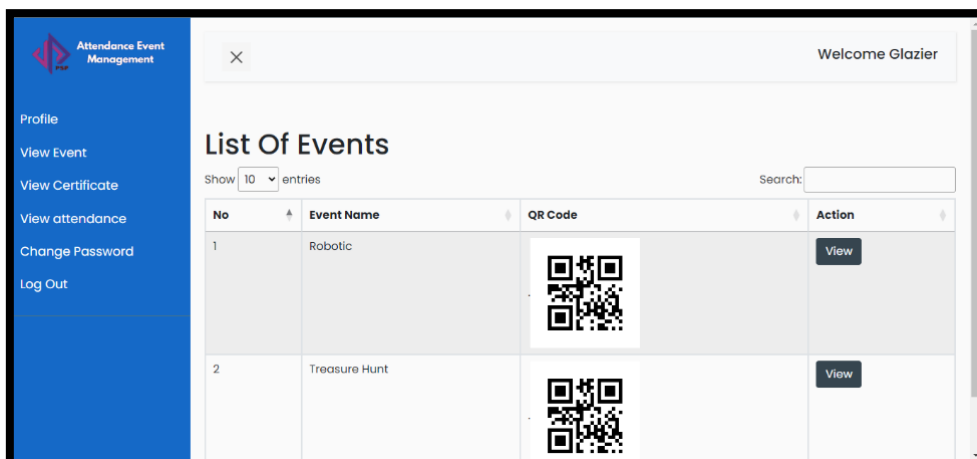 Attendance Event
Management
Welcome Glazier
Profile
View Event
View Certificate
View attendance
Change Password
Log Out
List Of Events
Show 10 entries
Search:
No Event Name QR Code Action
1 Robotic View
2 Treasure Hunt View